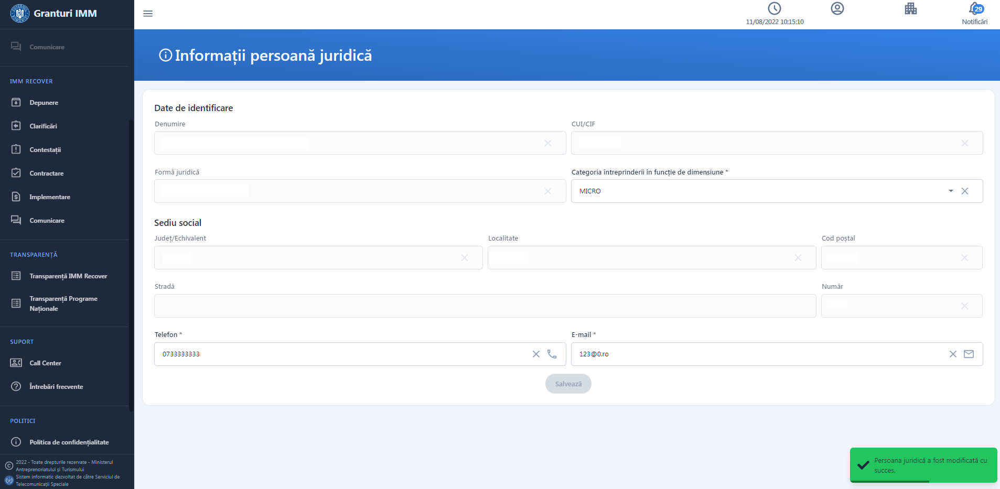 Granturi IMM
11/08/2022 10:15:10
29
Notificări
Comunicare
IMM RECOVER
Depunere
Clarificări
Contestații
Contractare
Implementare
Comunicare
TRANSPARENȚĂ
Transparență IMM Recover
Transparență Programe
Naționale
SUPORT
Call Center
Întrebări frecvente
POLITICI
Politica de confidențialitate
2022 - Toate drepturile rezervate - Ministerul
Antreprenoriatului și Turismului
Sistem informatic dezvoltat de către Serviciul de
Telecomunicații Speciale
Informații persoană juridică
Date de identificare
Denumire
CUI/CIF
Formă juridică
Categoria întreprinderii în funcție de dimensiune *
MICRO
Sediu social
Județ/Echivalent
Localitate
Cod poștal
Stradă
Număr
Telefon *
E-mail *
0733333333
123@0.ro
Salvează
Persoana juridică a fost modificată cu
succes.